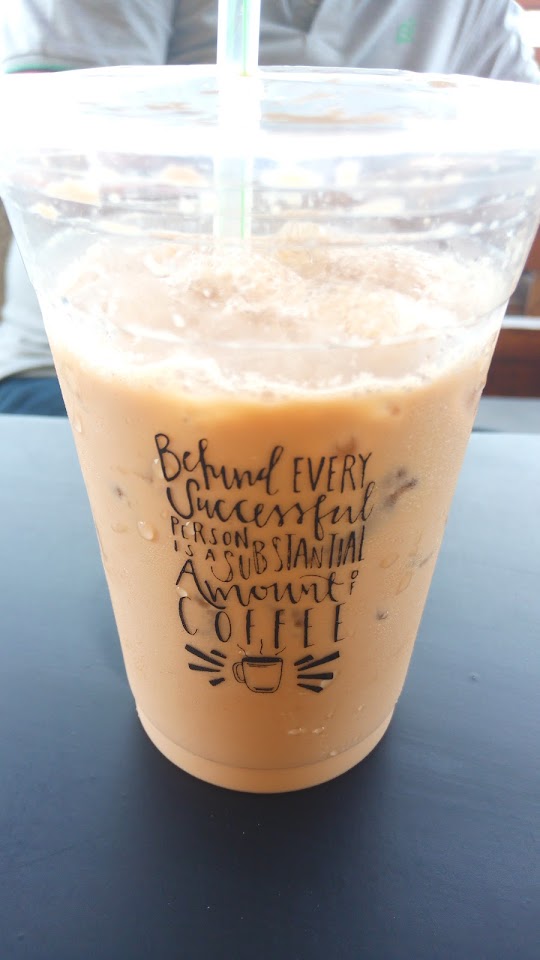 Behind EVERY
Successful
PERSON
IS A SUBSTANTIAL
Amount OF
COFFEE